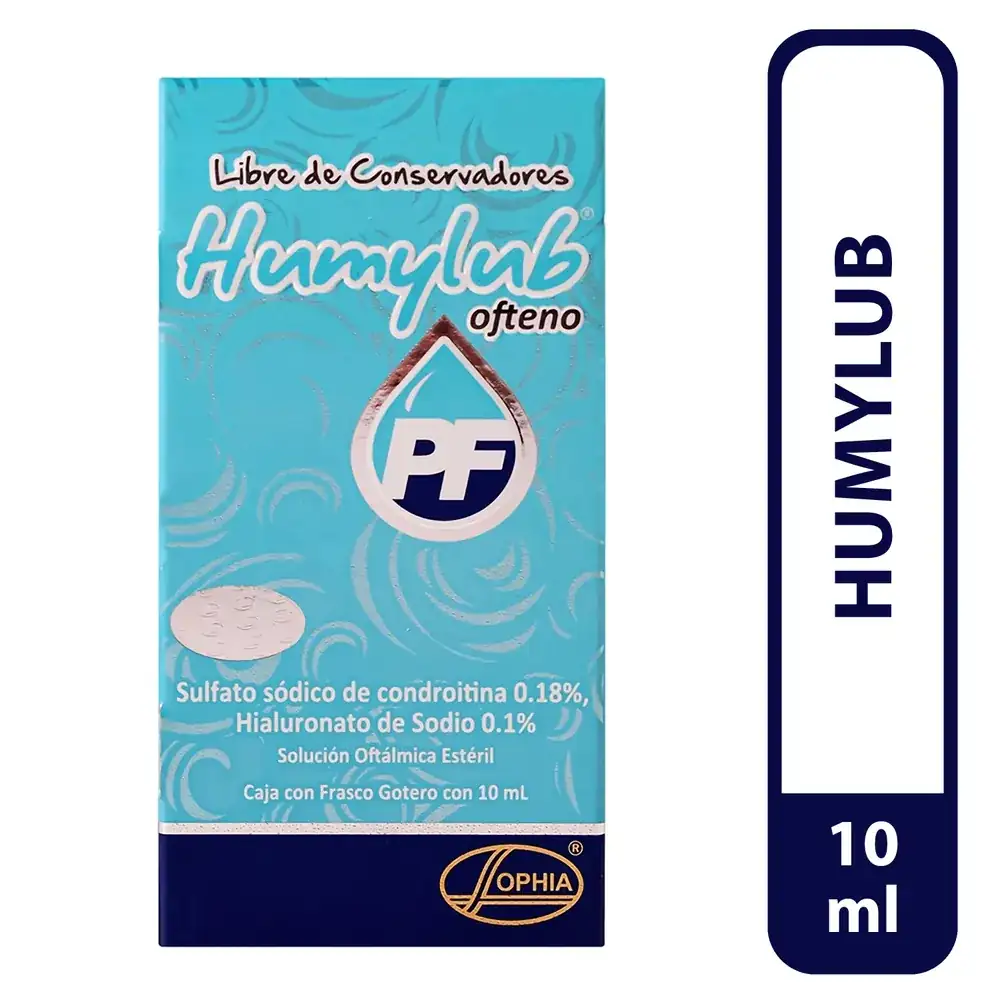 Libre de Conservadores
Humylub®
ofteno
PF
Sulfato sódico de condroitina 0.18%,
Hialuronato de Sodio 0.1%
Solución Oftálmica Estéril
Caja con Frasco Gotero con 10 mL
SOPHIA®
HUMYLUB
10
ml